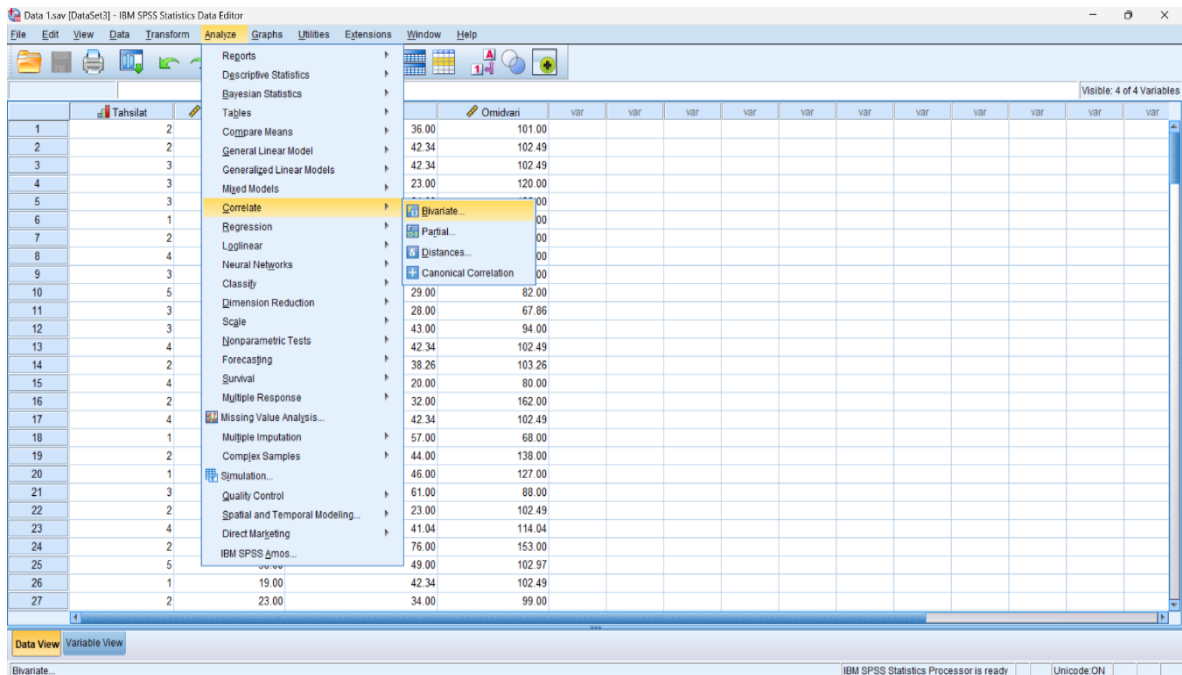 Data 1.sav [DataSet3] - IBM SPSS Statistics Data Editor
File Edit View Data Transform Analyze Graphs Utilities Extensions Window Help
Visible: 4 of 4 Variables
Tahsilat Omidvari var var var var var var var var var var var
Reports
Descriptive Statistics
Bayesian Statistics
Tables
Compare Means
General Linear Model
Generalized Linear Models
Mixed Models
Correlate
Regression
Loglinear
Neural Networks
Classify
Dimension Reduction
Scale
Nonparametric Tests
Forecasting
Survival
Multiple Response
Missing Value Analysis...
Multiple Imputation
Complex Samples
Simulation...
Quality Control
Spatial and Temporal Modeling...
Direct Marketing
IBM SPSS Amos...
Bivariate...
Partial...
Distances...
Canonical Correlation
1 2 36.00 101.00
2 2 42.34 102.49
3 3 42.34 102.49
4 3 23.00 120.00
5 3 00
6 1 00
7 2 00
8 4 00
9 3 00
10 5 29.00 82.00
11 3 28.00 67.86
12 3 43.00 94.00
13 4 42.34 102.49
14 2 38.26 103.26
15 4 20.00 80.00
16 2 32.00 162.00
17 4 42.34 102.49
18 1 57.00 68.00
19 2 44.00 138.00
20 1 46.00 127.00
21 3 61.00 88.00
22 2 23.00 102.49
23 4 41.04 114.04
24 2 76.00 153.00
25 5 49.00 102.97
26 1 19.00 42.34 102.49
27 2 23.00 34.00 99.00
Data View Variable View
Bivariate... IBM SPSS Statistics Processor is ready Unicode:ON